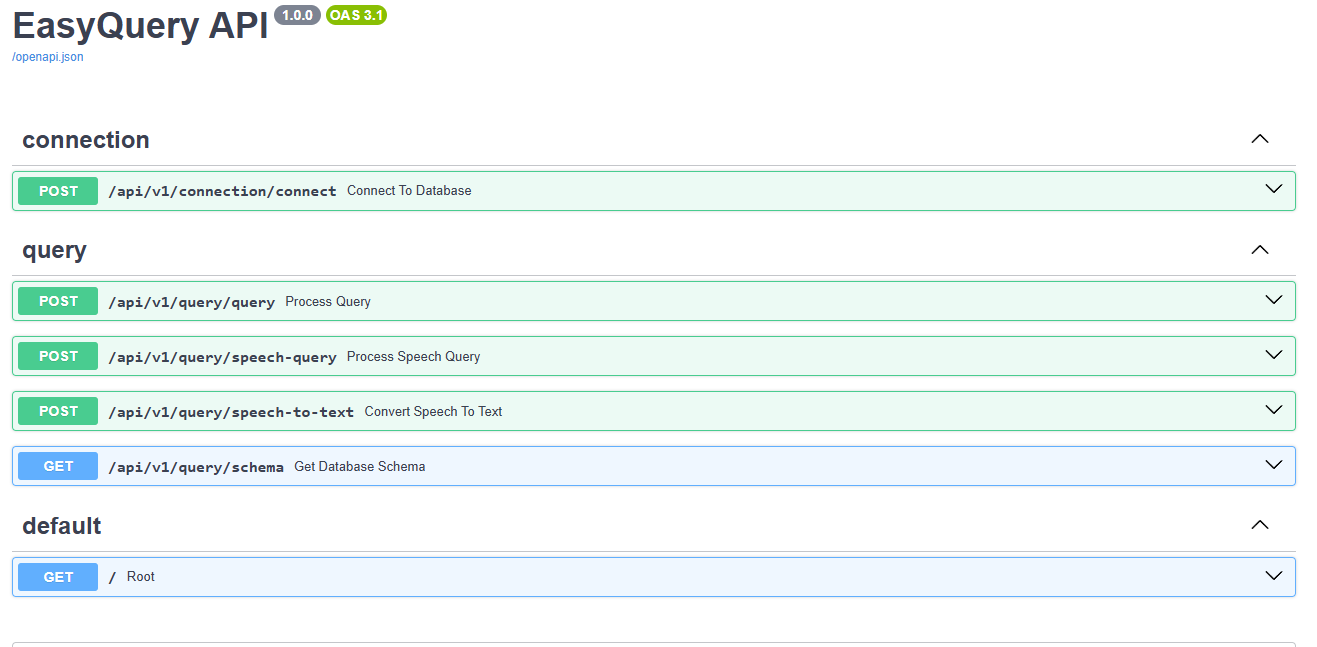 EasyQuery API 1.0.0 OAS 3.1
/openapi.json
connection
POST /api/v1/connection/connect Connect To Database
query
POST /api/v1/query/query Process Query
POST /api/v1/query/speech-query Process Speech Query
POST /api/v1/query/speech-to-text Convert Speech To Text
GET /api/v1/query/schema Get Database Schema
default
GET / Root